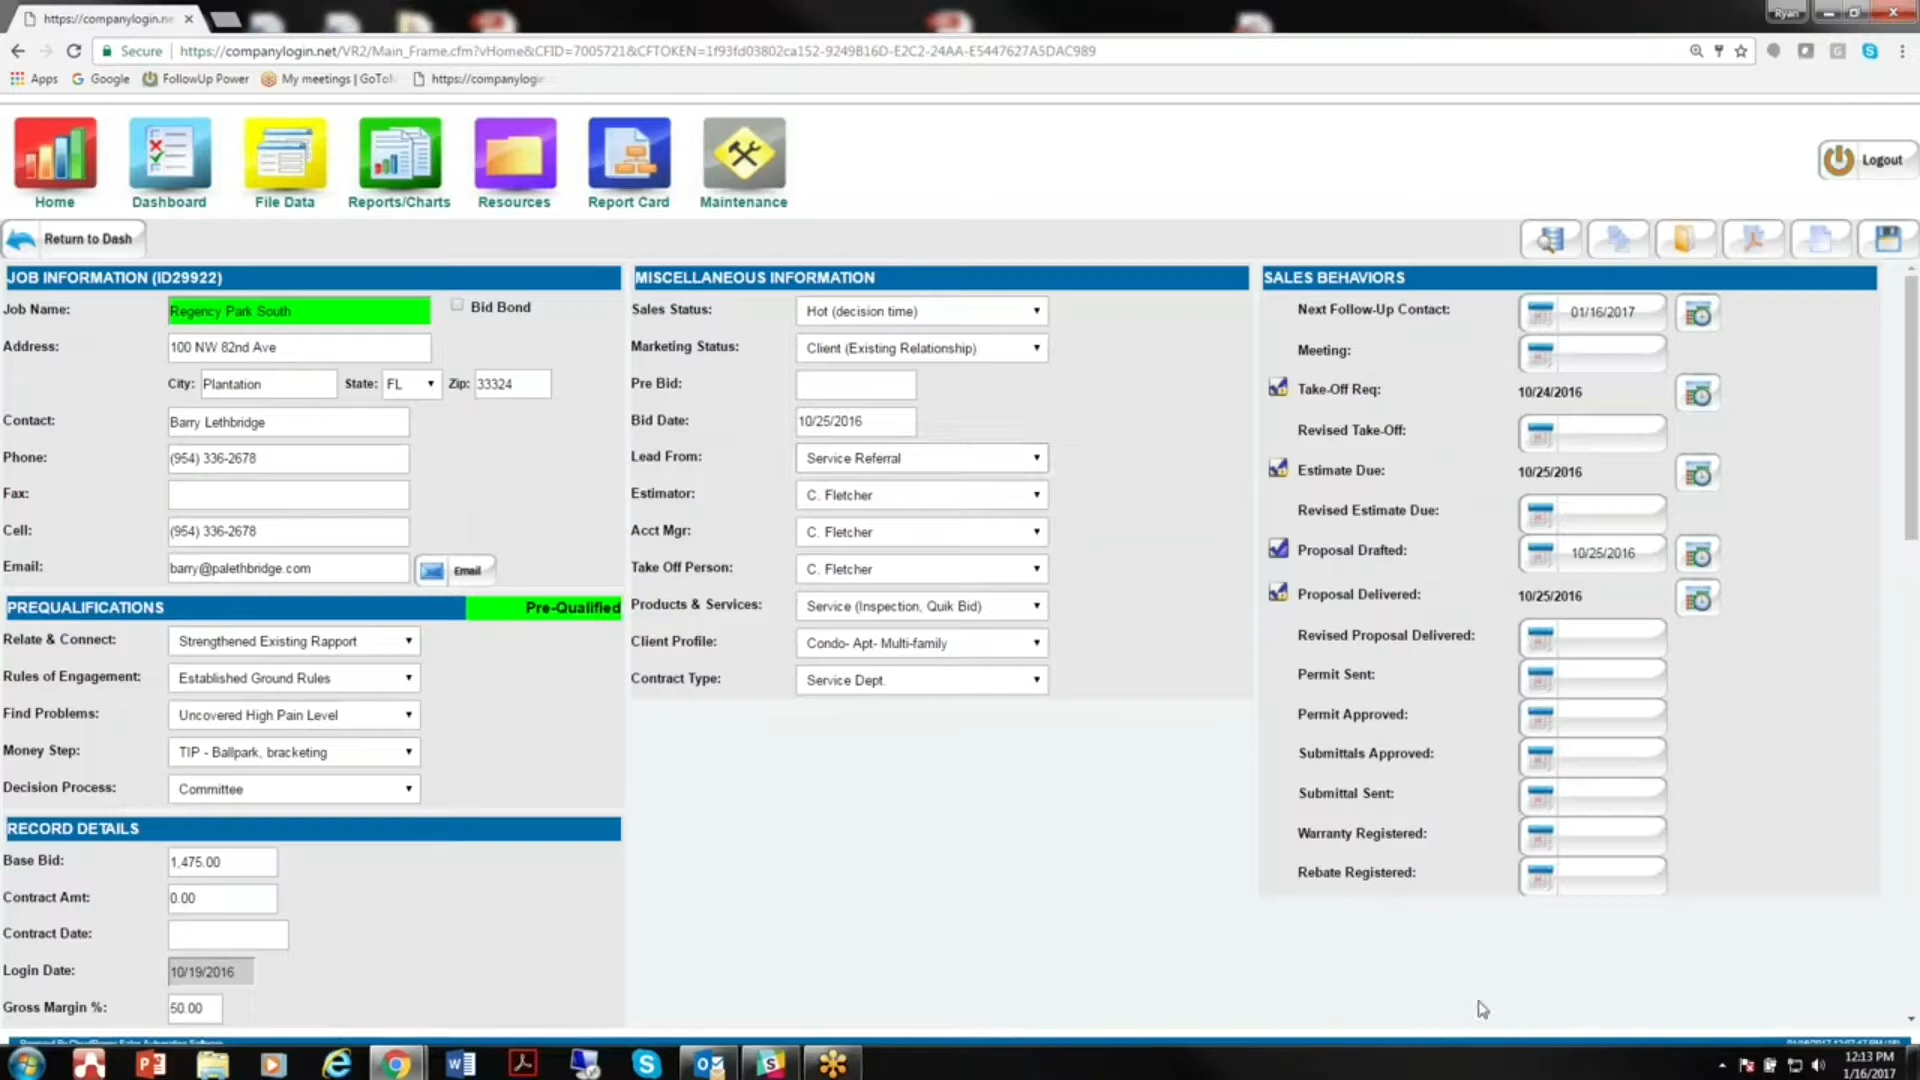 https://companylogin.ne
Ryan
Secure
https://companylogin.net/VR2/Main_Frame.cfm?vHome&CFID=7005721&CFTOKEN=1f93fd03802ca152-9249B16D-E2C2-24AA-E5447627A5DAC989
Apps
Google
FollowUp Power
My meetings | GoTo
https://companylogin
Home
Dashboard
File Data
Reports/Charts
Resources
Report Card
Maintenance
Logout
Return to Dash
JOB INFORMATION (ID29922)
Job Name: Regency Park South
Bid Bond
Address: 100 NW 82nd Ave
City: Plantation State: FL Zip: 33324
Contact: Barry Lethbridge
Phone: (954) 336-2678
Fax:
Cell: (954) 336-2678
Email: barry@palethbridge.com Email
PREQUALIFICATIONS Pre-Qualified
Relate & Connect: Strengthened Existing Rapport
Rules of Engagement: Established Ground Rules
Find Problems: Uncovered High Pain Level
Money Step: TIP - Ballpark, bracketing
Decision Process: Committee
RECORD DETAILS
Base Bid: 1,475.00
Contract Amt: 0.00
Contract Date:
Login Date: 10/19/2016
Gross Margin %: 50.00
MISCELLANEOUS INFORMATION
Sales Status: Hot (decision time)
Marketing Status: Client (Existing Relationship)
Pre Bid:
Bid Date: 10/25/2016
Lead From: Service Referral
Estimator: C. Fletcher
Acct Mgr: C. Fletcher
Take Off Person: C. Fletcher
Products & Services: Service (Inspection, Quik Bid)
Client Profile: Condo- Apt- Multi-family
Contract Type: Service Dept.
SALES BEHAVIORS
Next Follow-Up Contact: 01/16/2017
Meeting:
Take-Off Req: 10/24/2016
Revised Take-Off:
Estimate Due: 10/25/2016
Revised Estimate Due:
Proposal Drafted: 10/25/2016
Proposal Delivered: 10/25/2016
Revised Proposal Delivered:
Permit Sent:
Permit Approved:
Submittals Approved:
Submittal Sent:
Warranty Registered:
Rebate Registered:
12:13 PM
1/16/2017